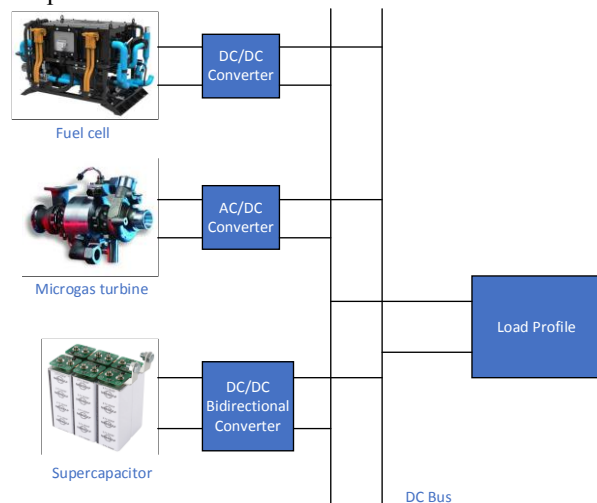 DC/DC
Converter
Fuel cell
AC/DC
Converter
Microgas turbine
Load Profile
DC/DC
Bidirectional
Converter
Supercapacitor
DC Bus